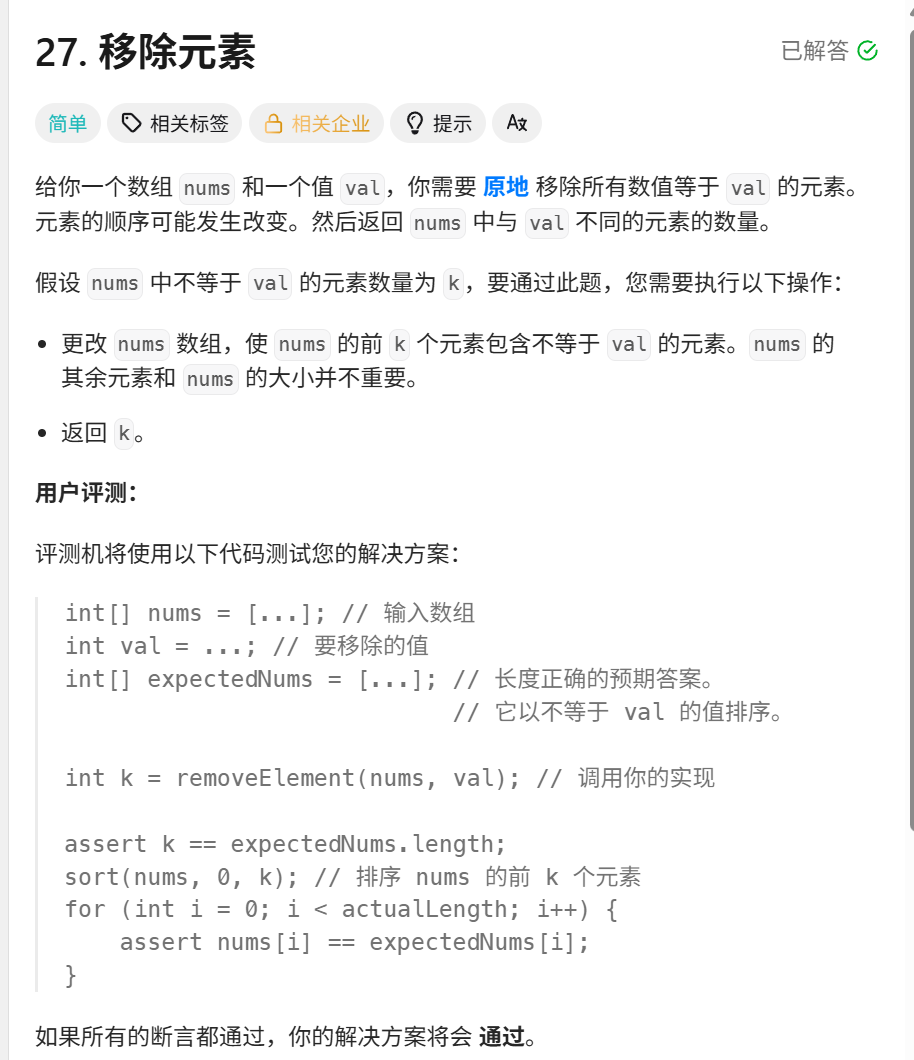 27. 移除元素
已解答
简单 相关标签 相关企业 提示
给你一个数组 nums 和一个值 val，你需要 原地 移除所有数值等于 val 的元素。
元素的顺序可能发生改变。然后返回 nums 中与 val 不同的元素的数量。
假设 nums 中不等于 val 的元素数量为 k，要通过此题，您需要执行以下操作：
• 更改 nums 数组，使 nums 的前 k 个元素包含不等于 val 的元素。nums 的
其余元素和 nums 的大小并不重要。
• 返回 k。
用户评测：
评测机将使用以下代码测试您的解决方案：
int[] nums = [...]; // 输入数组
int val = ...; // 要移除的值
int[] expectedNums = [...]; // 长度正确的预期答案。
// 它以不等于 val 的值排序。
int k = removeElement(nums, val); // 调用你的实现
assert k == expectedNums.length;
sort(nums, 0, k); // 排序 nums 的前 k 个元素
for (int i = 0; i < actualLength; i++) {
    assert nums[i] == expectedNums[i];
}
如果所有的断言都通过，你的解决方案将会 通过。